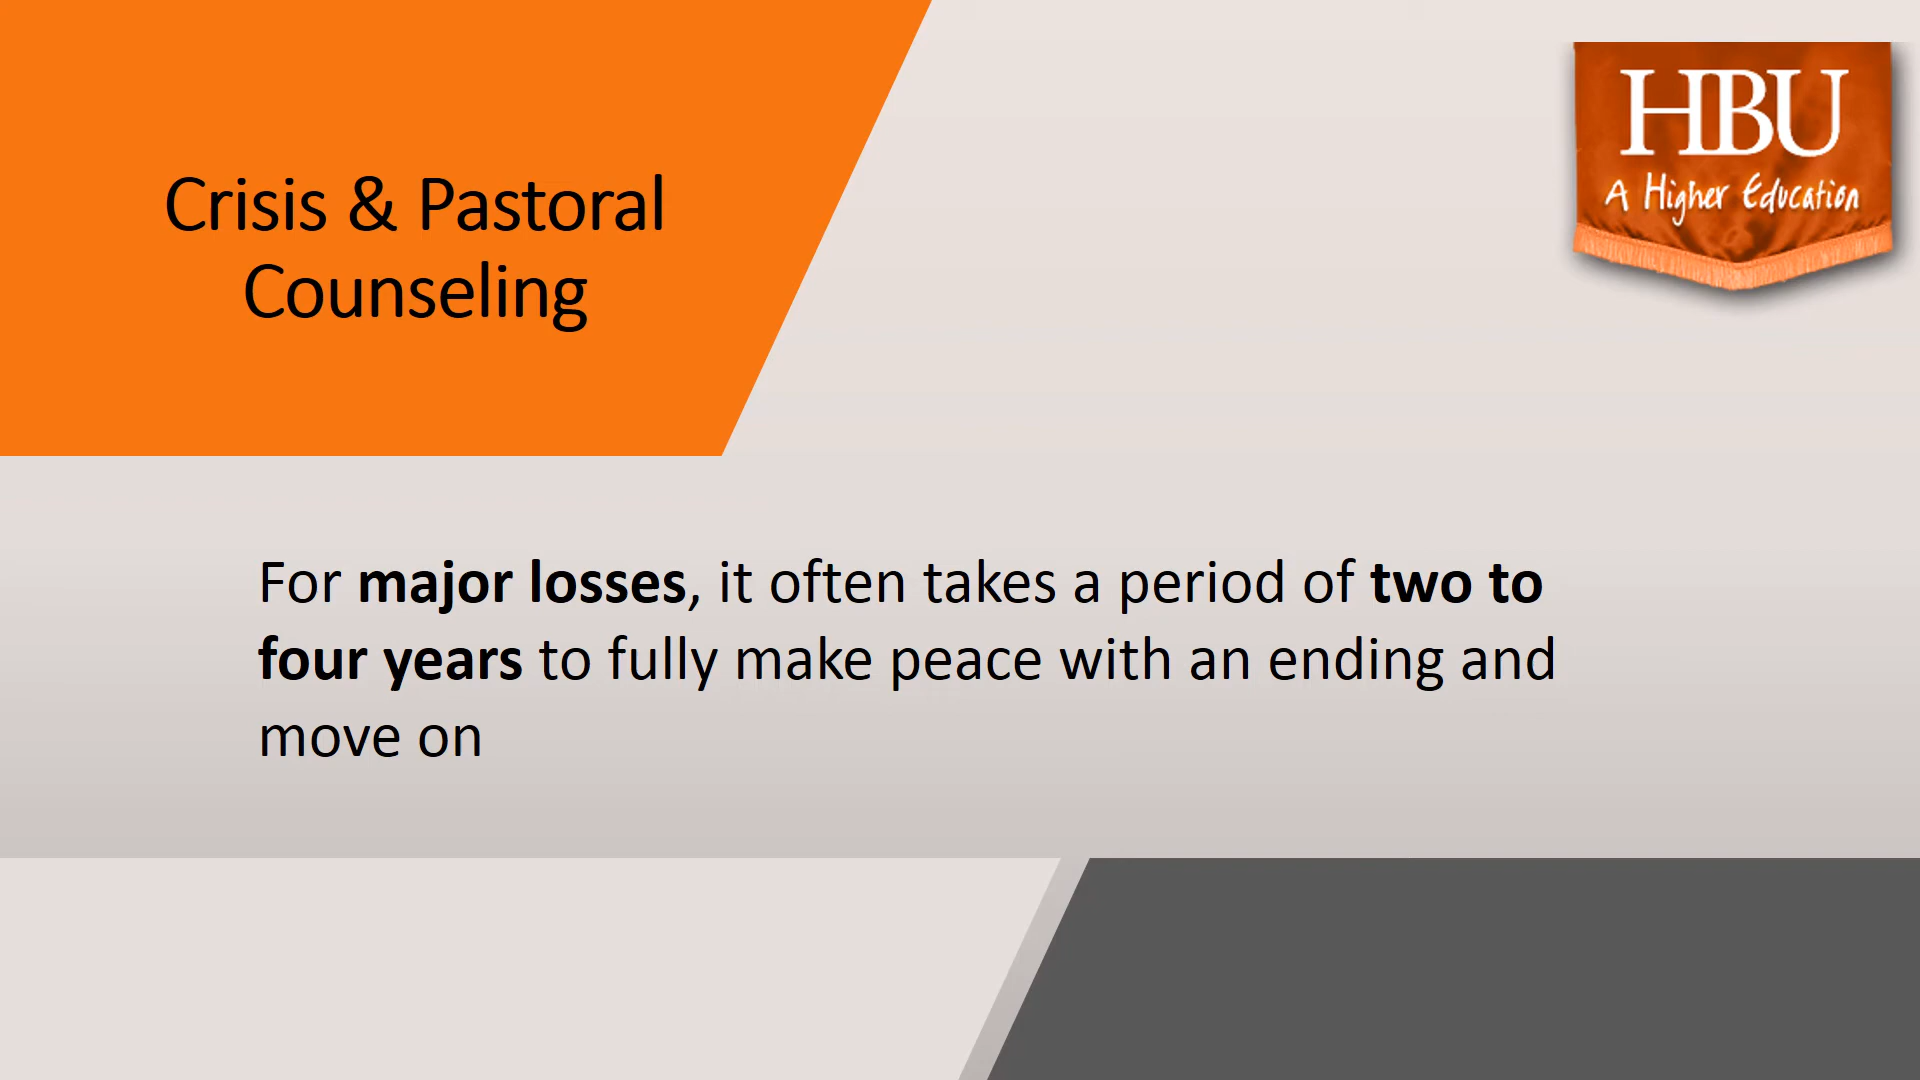 Crisis & Pastoral
Counseling
HBU
A Higher Education
For major losses, it often takes a period of two to
four years to fully make peace with an ending and
move on